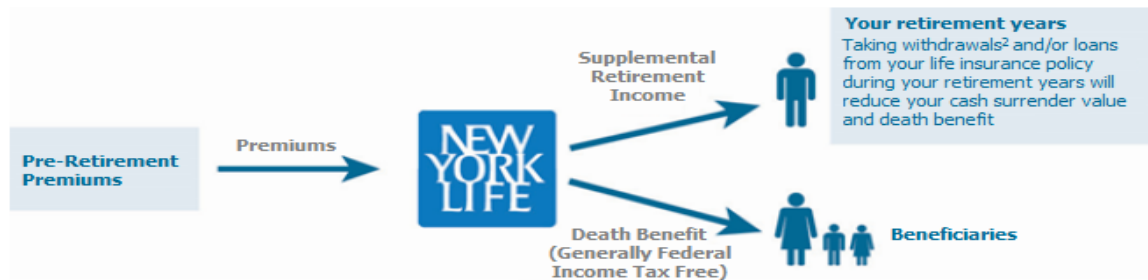 Pre-Retirement
Premiums
Premiums
NEW
YORK
LIFE
Supplemental
Retirement
Income
Your retirement years
Taking withdrawals² and/or loans
from your life insurance policy
during your retirement years will
reduce your cash surrender value
and death benefit
Death Benefit
(Generally Federal
Income Tax Free)
Beneficiaries